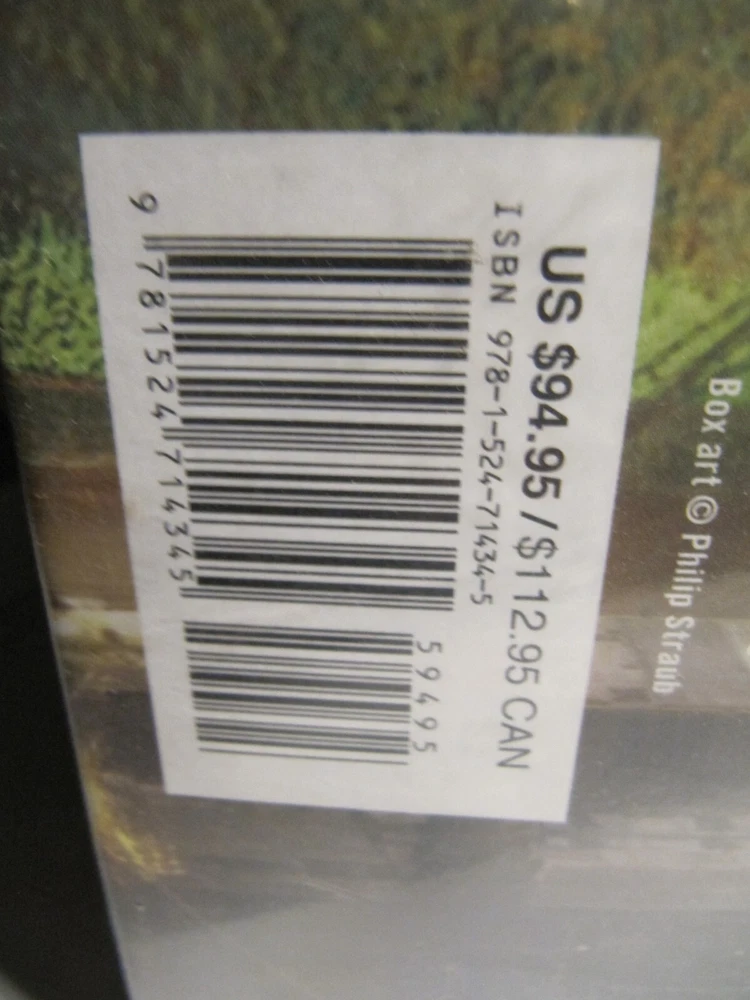 US $94.95 / $112.95 CAN
ISBN 978-1-524-71434-5
59495
9 781524 714345
Box art © Philip Straub